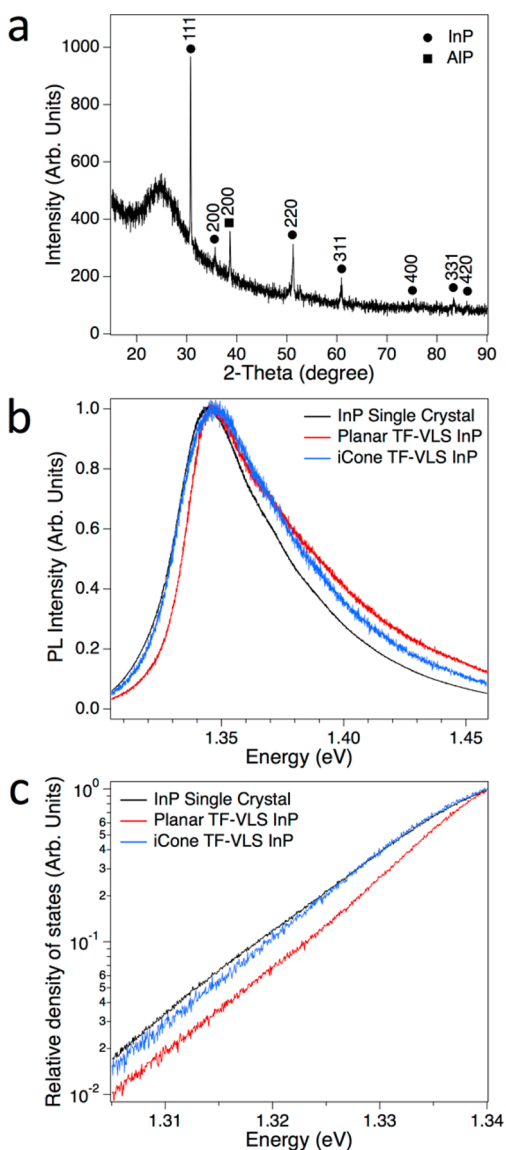 a
Intensity (Arb. Units)
1000
800
600
400
200
0
111
200
200
220
311
400
331
420
InP
AlP
20 30 40 50 60 70 80 90
2-Theta (degree)
b
PL Intensity (Arb. Units)
1.0
0.8
0.6
0.4
0.2
0.0
InP Single Crystal
Planar TF-VLS InP
iCone TF-VLS InP
1.35 1.40 1.45
Energy (eV)
c
Relative density of states (Arb. Units)
10⁰
6
5
4
3
2
10⁻¹
6
5
4
3
2
10⁻²
InP Single Crystal
Planar TF-VLS InP
iCone TF-VLS InP
1.31 1.32 1.33 1.34
Energy (eV)